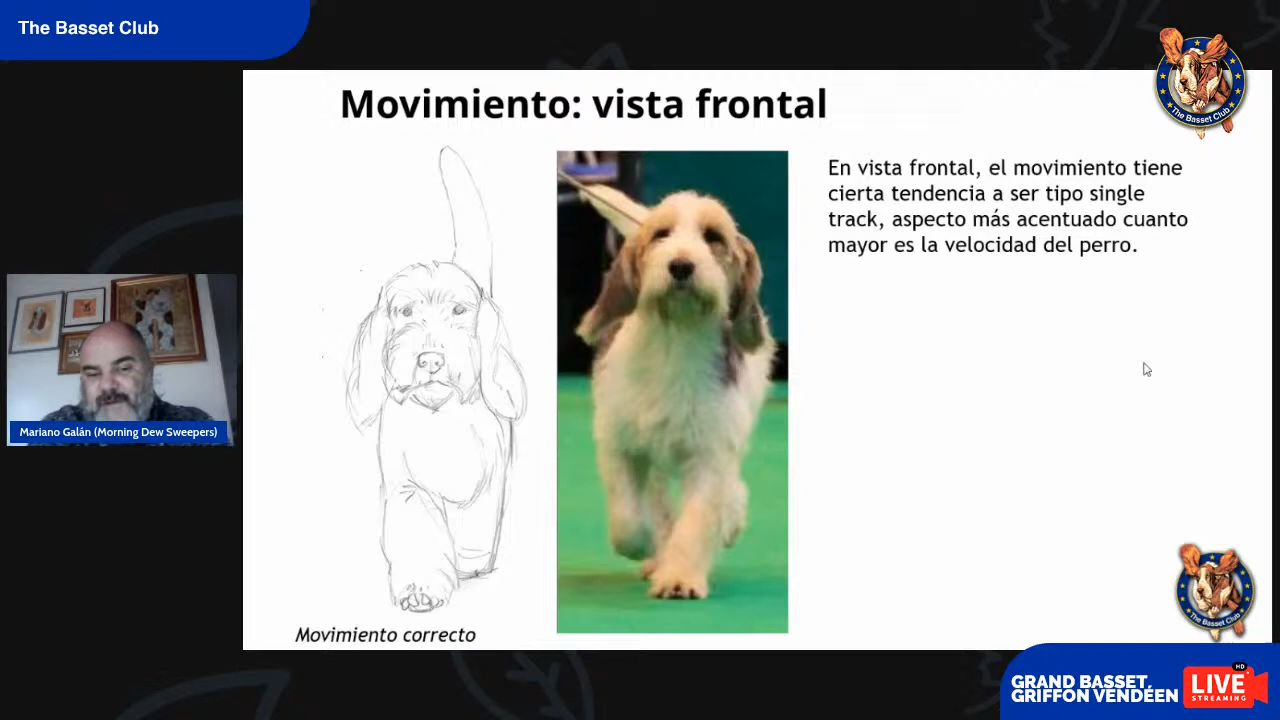 The Basset Club
Movimiento: vista frontal
The Basset Club
En vista frontal, el movimiento tiene
cierta tendencia a ser tipo single
track, aspecto más acentuado cuanto
mayor es la velocidad del perro.
Mariano Galán (Morning Dew Sweepers)
Movimiento correcto
The Basset Club
GRAND BASSET
GRIFFON VENDÉEN
HD
LIVE
STREAMING